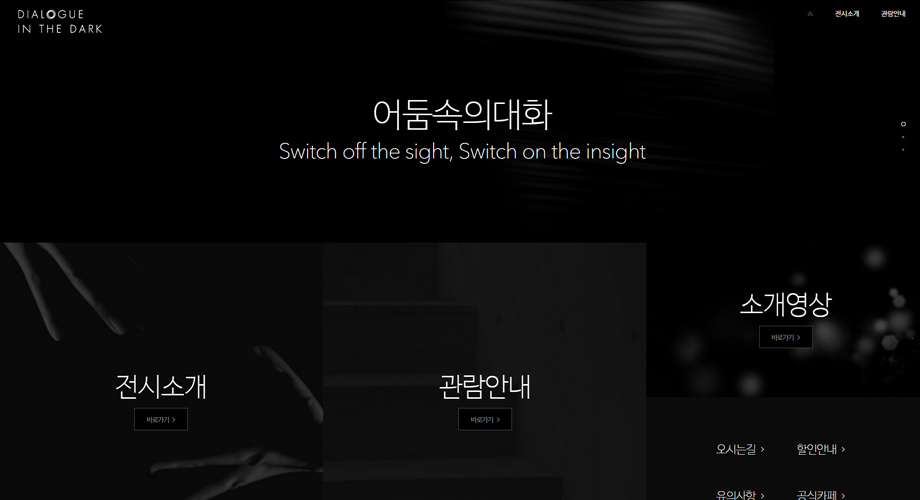 DIALOGUE
IN THE DARK
홈
전시소개
관람안내
어둠속의대화
Switch off the sight, Switch on the insight
전시소개
바로가기 >
관람안내
바로가기 >
소개영상
바로가기 >
오시는길 >
할인안내 >
유의사항 >
공식카페 >